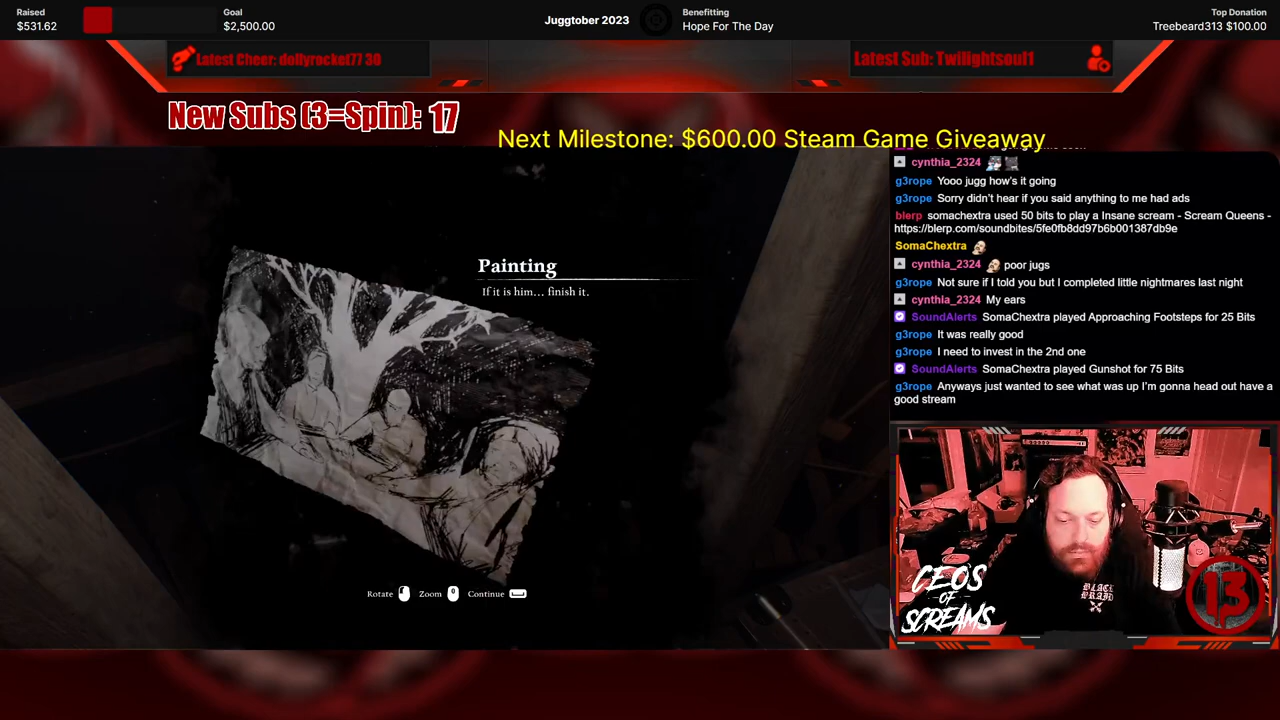 Raised
$531.62
Goal
$2,500.00
Juggtober 2023
Benefitting
Hope For The Day
Top Donation
Treebeard313 $100.00
Latest Cheer: dollyrocket77 30
Latest Sub: Twilightsoul1
New Subs (3=Spin): 17
Next Milestone: $600.00 Steam Game Giveaway
cynthia_2324
g3rope Yooo jugg how's it going
g3rope Sorry didn't hear if you said anything to me had ads
blerp somachextra used 50 bits to play a Insane scream - Scream Queens -
https://blerp.com/soundbites/5fe0fb8dd97b6b001387db9e
SomaChextra
cynthia_2324 poor jugs
g3rope Not sure if I told you but I completed little nightmares last night
cynthia_2324 My ears
SoundAlerts SomaChextra played Approaching Footsteps for 25 Bits
g3rope It was really good
g3rope I need to invest in the 2nd one
SoundAlerts SomaChextra played Gunshot for 75 Bits
g3rope Anyways just wanted to see what was up I'm gonna head out have a
good stream
Painting
If it is him... finish it.
Rotate Zoom Continue
CEOS
OF
SCREAMS
BLACK
BRAID
13